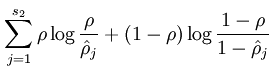 \sum_{j=1}^{s_2} \rho \log \frac{\rho}{\hat{\rho}_j} + (1 - \rho) \log \frac{1 - \rho}{1 - \hat{\rho}_j}